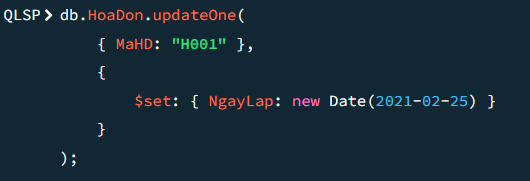 QLSP> db.HoaDon.updateOne(
{ MaHD: "H001" },
{
$set: { NgayLap: new Date(2021-02-25) }
}
);